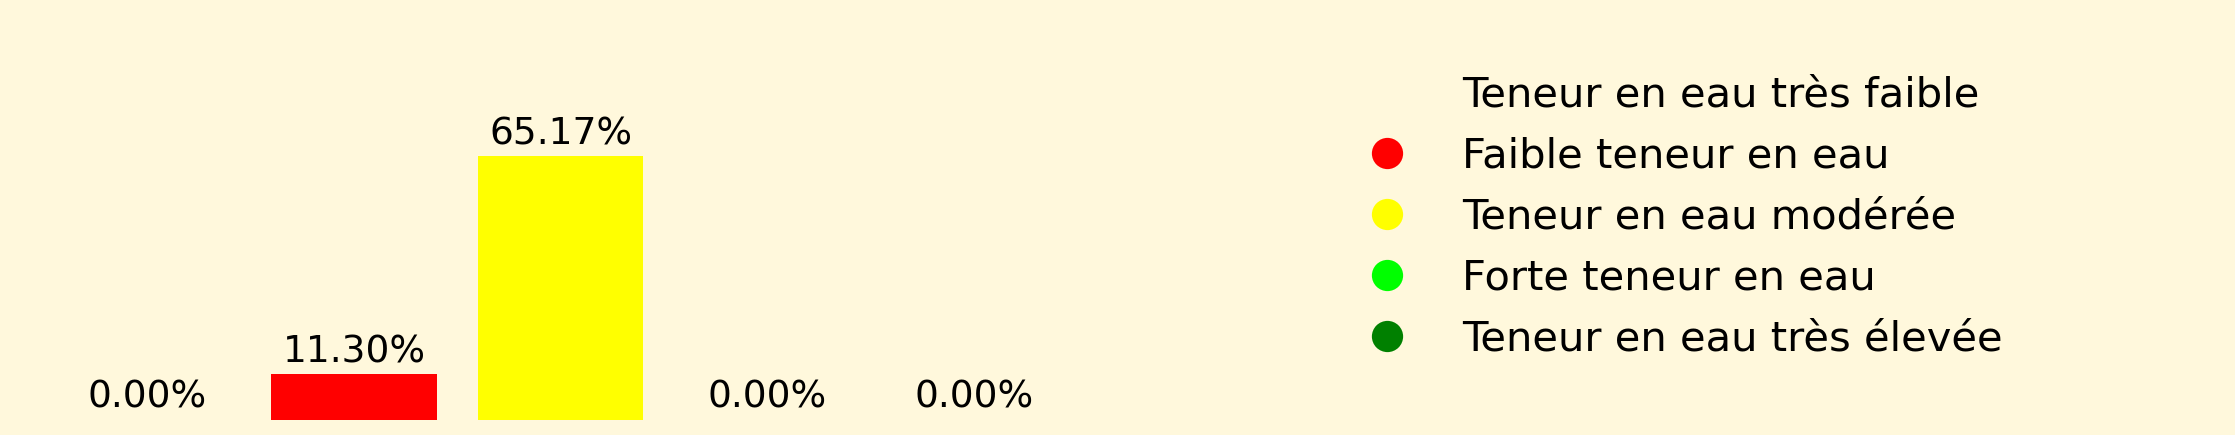 65.17%
11.30%
0.00%
0.00%
0.00%
Teneur en eau très faible
Faible teneur en eau
Teneur en eau modérée
Forte teneur en eau
Teneur en eau très élevée